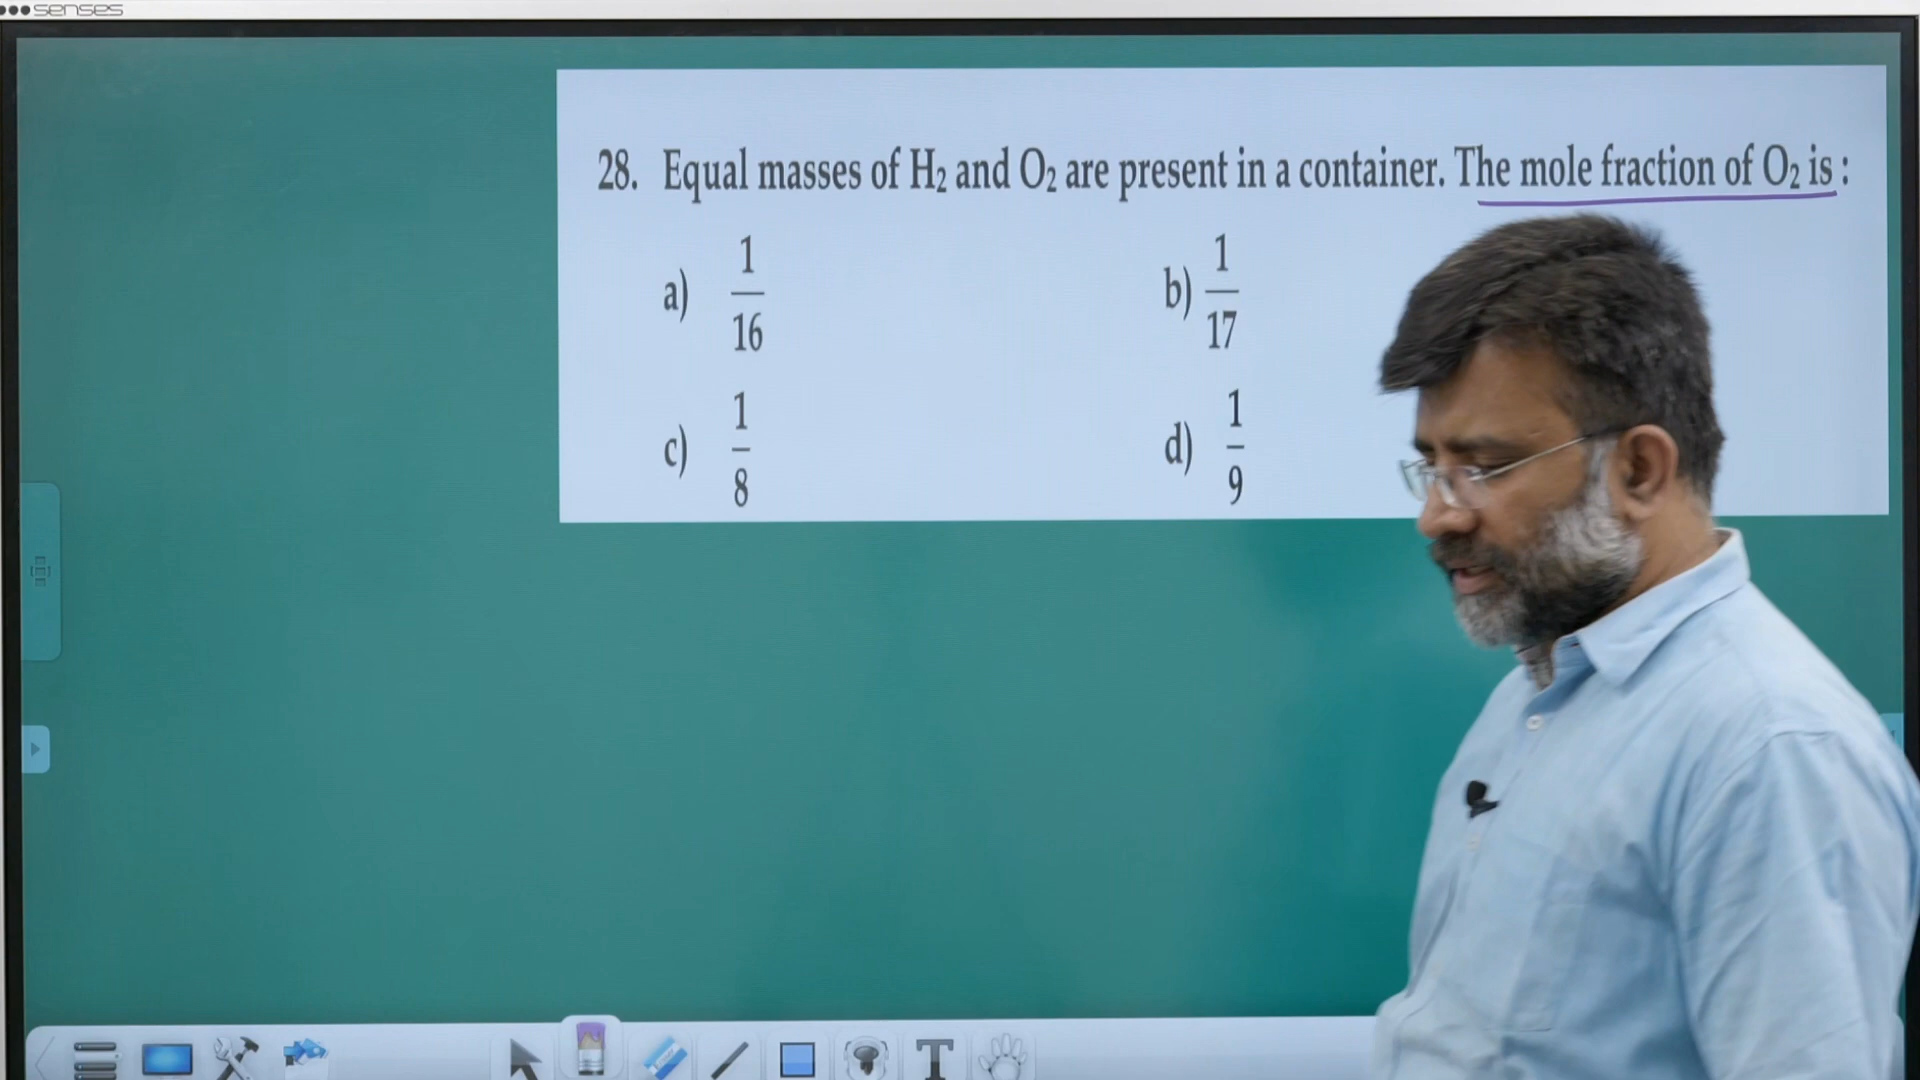 senses
28. Equal masses of H₂ and O₂ are present in a container. The mole fraction of O₂ is :
a) 1/16
b) 1/17
c) 1/8
d) 1/9
T